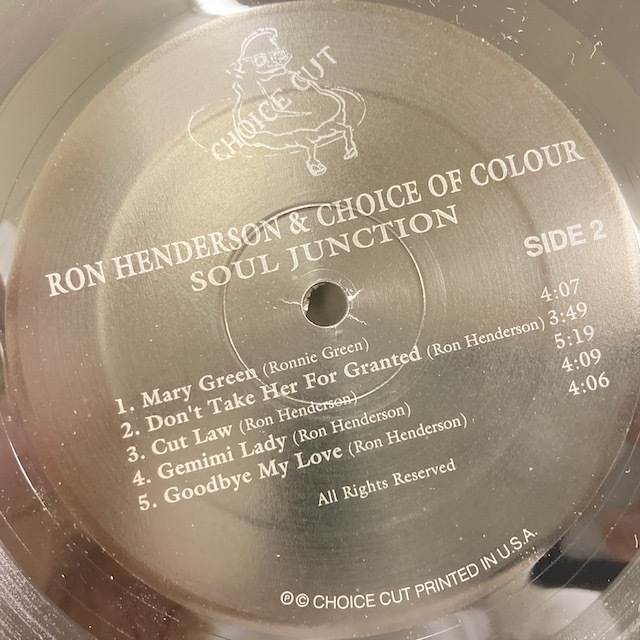 CHOICE CUT
RON HENDERSON & CHOICE OF COLOUR
SOUL JUNCTION
SIDE 2
1. Mary Green (Ronnie Green) 4:07
2. Don't Take Her For Granted (Ron Henderson) 3:49
3. Cut Law (Ron Henderson) 5:19
4. Gemimi Lady (Ron Henderson) 4:09
5. Goodbye My Love (Ron Henderson) 4:06
All Rights Reserved
℗ © CHOICE CUT PRINTED IN U.S.A.